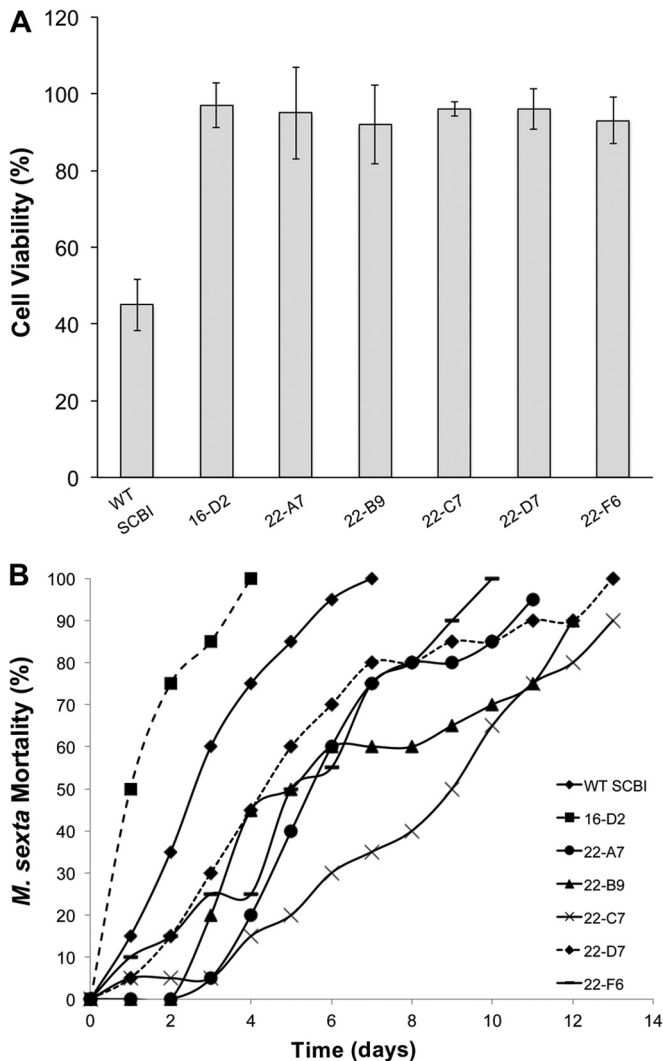 A
120
100
80
60
40
20
0
Cell Viability (%)
WT
SCBI
16-D2
22-A7
22-B9
22-C7
22-D7
22-F6
B
100
90
80
70
60
50
40
30
20
10
0
M. sexta Mortality (%)
WT SCBI
16-D2
22-A7
22-B9
22-C7
22-D7
22-F6
0 2 4 6 8 10 12 14
Time (days)